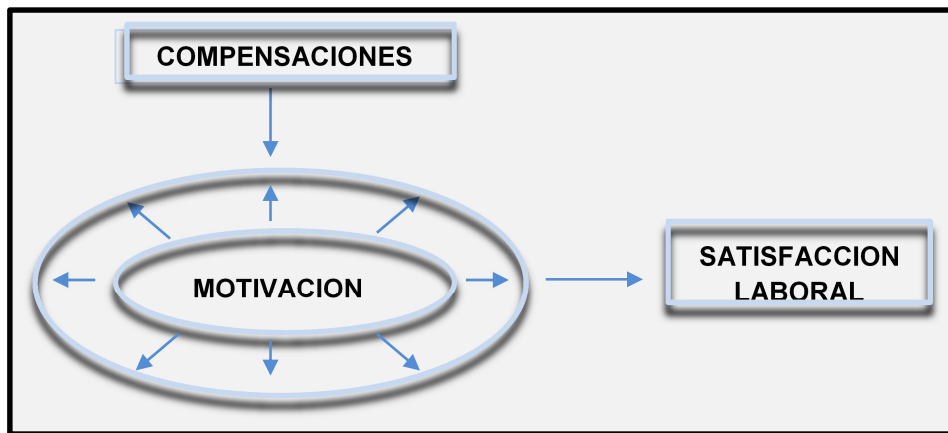 COMPENSACIONES
MOTIVACION
SATISFACCION
LABORAL